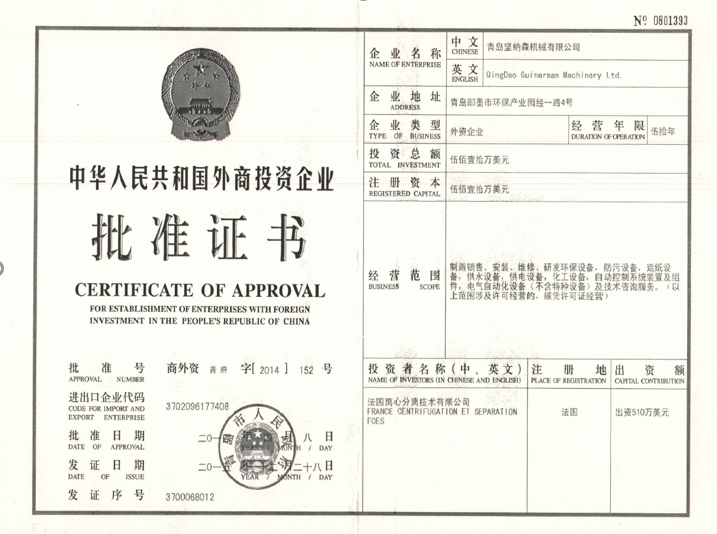 Nº 0801393
中华人民共和国外商投资企业
批准证书
CERTIFICATE OF APPROVAL
FOR ESTABLISHMENT OF ENTERPRISES WITH FOREIGN
INVESTMENT IN THE PEOPLE'S REPUBLIC OF CHINA
批准号 商外资 青府 字[ 2014 ] 152 号
APPROVAL NUMBER
进出口企业代码
CODE FOR IMPORT AND
EXPORT ENTERPRISE
3702096177408
批准日期 月 八 日
DATE OF APPROVAL YEAR / MONTH / DAY
发证日期 二十八日
DATE OF ISSUE YEAR / MONTH / DAY
发证序号 3700068012
青岛市人民政府
企业名称
NAME OF ENTERPRISE
中文
CHINESE
青岛坚纳森机械有限公司
英文
ENGLISH
QingDao Guinarsan Machinery Ltd.
企业地址
ADDRESS
青岛即墨市环保产业园经一路4号
企业类型
TYPE OF BUSINESS
外资企业
经营年限
DURATION OF OPERATION
伍拾年
投资总额
TOTAL INVESTMENT
伍佰壹拾万美元
注册资本
REGISTERED CAPITAL
伍佰壹拾万美元
经营范围
BUSINESS SCOPE
制造销售、安装、维修、研发环保设备，防污设备，造纸设
备，供水设备，供电设备，化工设备，自动控制系统装置及组
件，电气自动化设备（不含特种设备）及技术咨询服务。（以
上范围涉及许可经营的，须凭许可证经营）
投资者名称（中、英文）
NAME OF INVESTORS (IN CHINESE AND ENGLISH)
注册地
PLACE OF REGISTRATION
出资额
CAPITAL CONTRIBUTION
法国离心分离技术有限公司
FRANCE CENTRIFUGATION ET SEPARATION
FCES
法国
出资510万美元